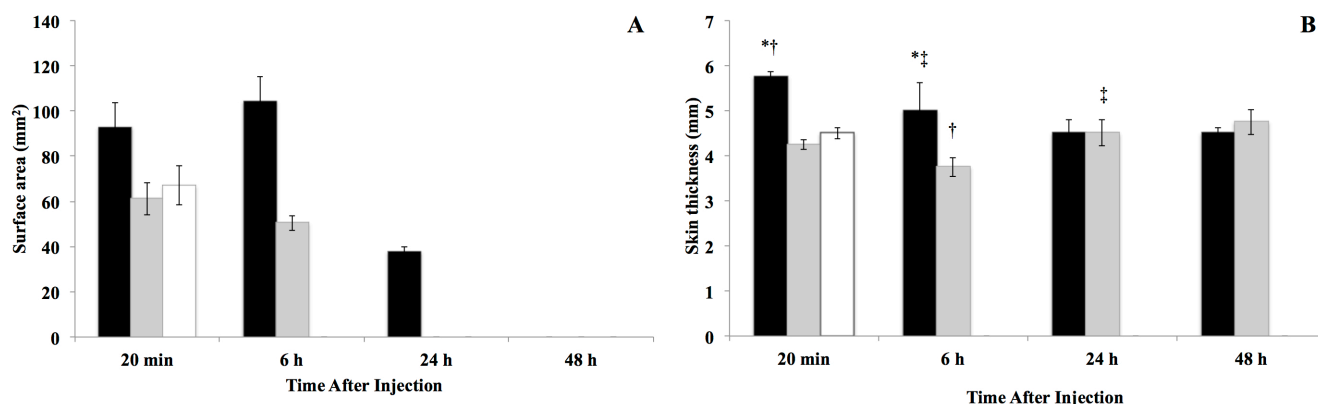 A
Surface area (mm²)
140
120
100
80
60
40
20
0
20 min 6 h 24 h 48 h
Time After Injection
B
Skin thickness (mm)
7
6
5
4
3
2
1
0
*†
*‡
†
‡
20 min 6 h 24 h 48 h
Time After Injection